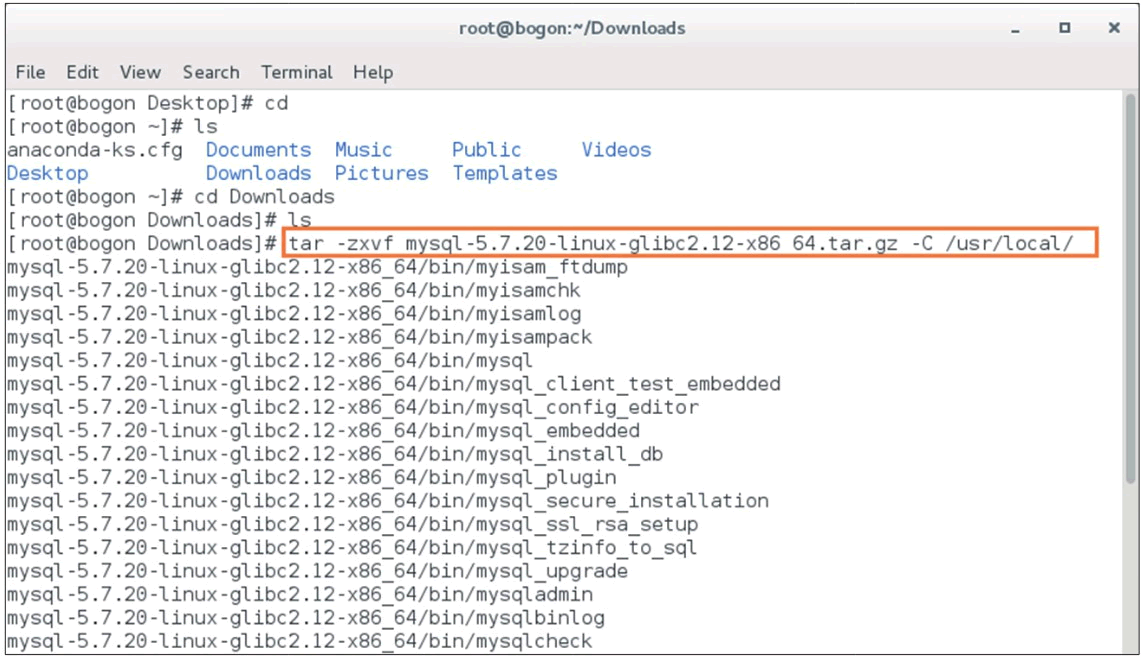 root@bogon:~/Downloads
File Edit View Search Terminal Help
[root@bogon Desktop]# cd
[root@bogon ~]# ls
anaconda-ks.cfg Documents Music Public Videos
Desktop Downloads Pictures Templates
[root@bogon ~]# cd Downloads
[root@bogon Downloads]# ls
[root@bogon Downloads]# tar -zxvf mysql-5.7.20-linux-glibc2.12-x86 64.tar.gz -C /usr/local/
mysql-5.7.20-linux-glibc2.12-x86_64/bin/myisam_ftdump
mysql-5.7.20-linux-glibc2.12-x86_64/bin/myisamchk
mysql-5.7.20-linux-glibc2.12-x86_64/bin/myisamlog
mysql-5.7.20-linux-glibc2.12-x86_64/bin/myisampack
mysql-5.7.20-linux-glibc2.12-x86_64/bin/mysql
mysql-5.7.20-linux-glibc2.12-x86_64/bin/mysql_client_test_embedded
mysql-5.7.20-linux-glibc2.12-x86_64/bin/mysql_config_editor
mysql-5.7.20-linux-glibc2.12-x86_64/bin/mysql_embedded
mysql-5.7.20-linux-glibc2.12-x86_64/bin/mysql_install_db
mysql-5.7.20-linux-glibc2.12-x86_64/bin/mysql_plugin
mysql-5.7.20-linux-glibc2.12-x86_64/bin/mysql_secure_installation
mysql-5.7.20-linux-glibc2.12-x86_64/bin/mysql_ssl_rsa_setup
mysql-5.7.20-linux-glibc2.12-x86_64/bin/mysql_tzinfo_to_sql
mysql-5.7.20-linux-glibc2.12-x86_64/bin/mysql_upgrade
mysql-5.7.20-linux-glibc2.12-x86_64/bin/mysqladmin
mysql-5.7.20-linux-glibc2.12-x86_64/bin/mysqlbinlog
mysql-5.7.20-linux-glibc2.12-x86_64/bin/mysqlcheck